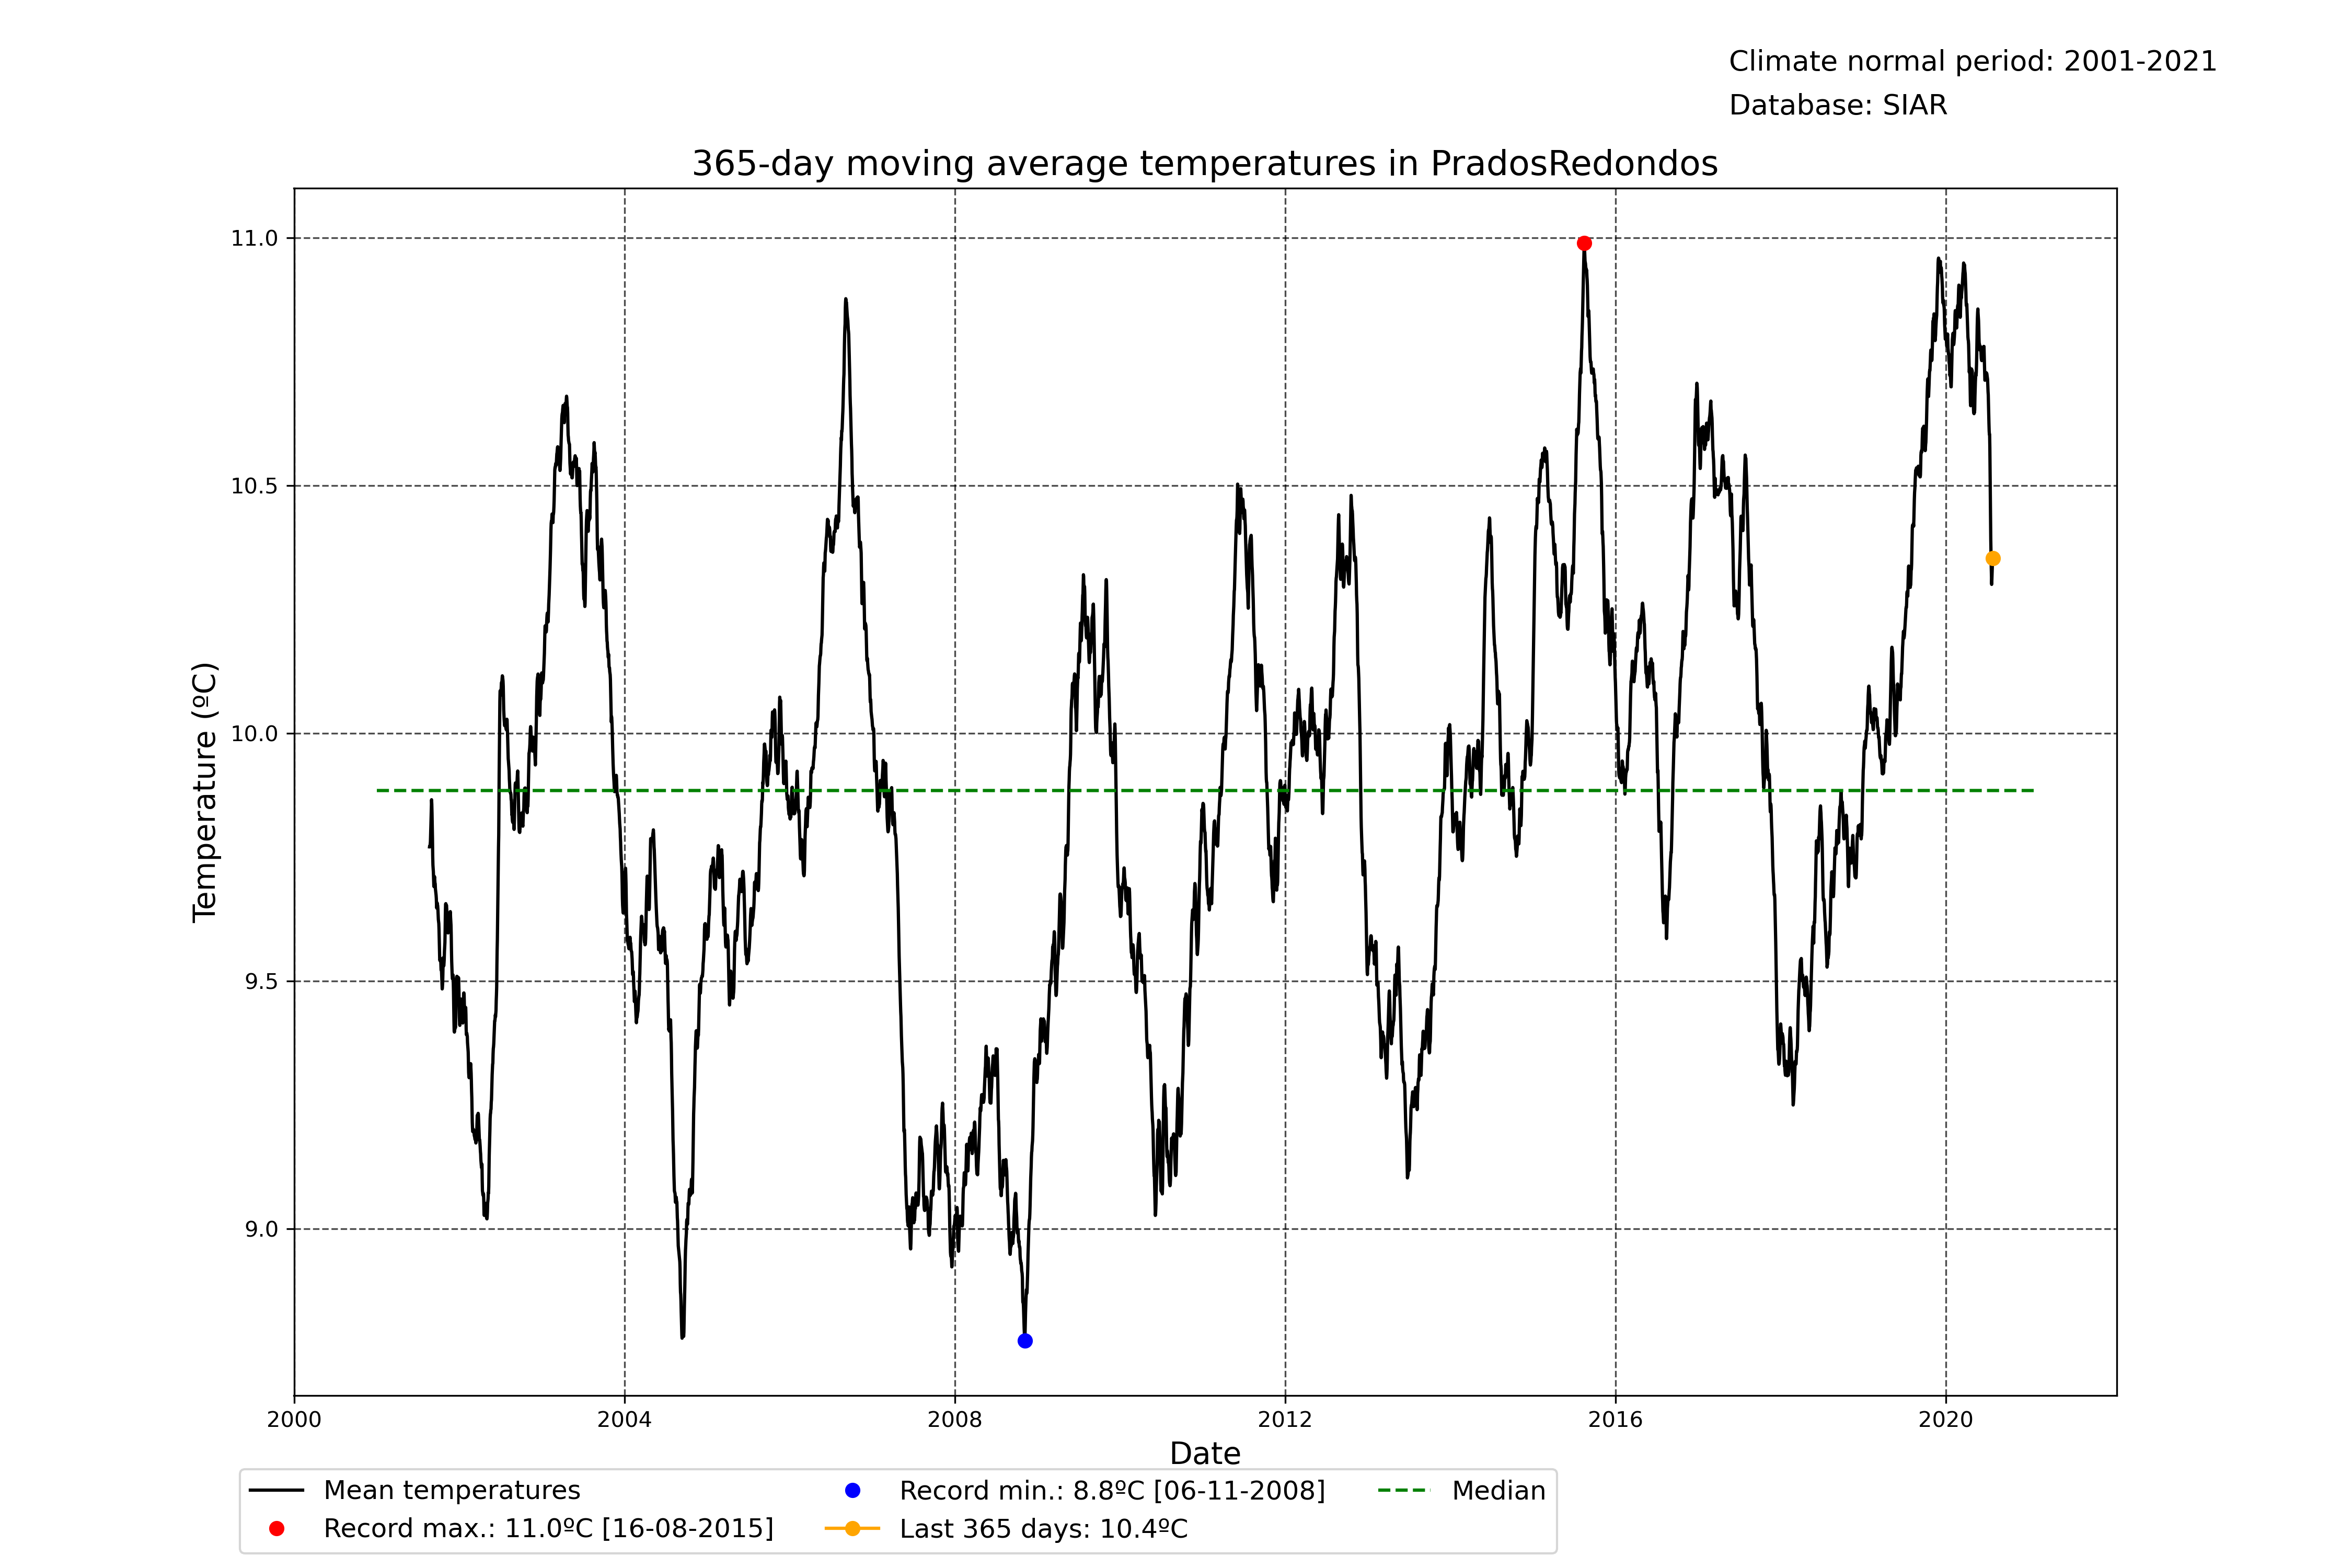 Climate normal period: 2001-2021
Database: SIAR
365-day moving average temperatures in PradosRedondos
11.0
10.5
10.0
9.5
9.0
Temperature (ºC)
2000 2004 2008 2012 2016 2020
Date
Mean temperatures
Record max.: 11.0ºC [16-08-2015]
Record min.: 8.8ºC [06-11-2008]
Last 365 days: 10.4ºC
Median